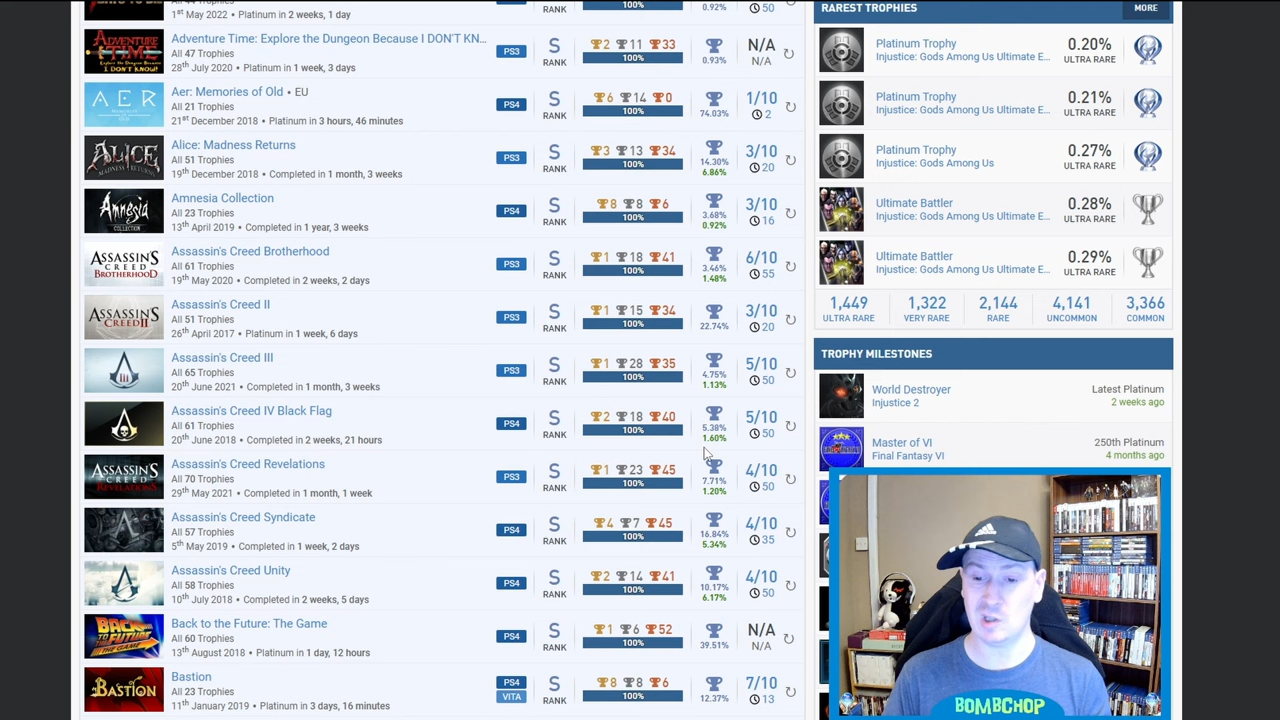 All 44 Trophies
1st May 2022 • Platinum in 2 weeks, 1 day
RANK
100%
0.92%
50
Adventure Time: Explore the Dungeon Because I DON'T KN...
All 47 Trophies
PS3
S
RANK
2 11 33
100%
0.93%
N/A
N/A
Aer: Memories of Old • EU
All 21 Trophies
21st December 2018 • Platinum in 3 hours, 46 minutes
PS4
S
RANK
6 14 0
100%
74.03%
1/10
2
Alice: Madness Returns
All 51 Trophies
19th December 2018 • Completed in 1 month, 3 weeks
PS3
S
RANK
3 13 34
100%
14.30%
6.86%
3/10
20
Amnesia Collection
All 23 Trophies
13th April 2019 • Completed in 1 year, 3 weeks
PS4
S
RANK
8 8 6
100%
3.68%
0.92%
3/10
16
Assassin's Creed Brotherhood
All 61 Trophies
19th May 2020 • Completed in 2 weeks, 2 days
PS3
S
RANK
1 18 41
100%
3.46%
1.48%
6/10
55
Assassin's Creed II
All 51 Trophies
26th April 2017 • Platinum in 1 week, 6 days
PS3
S
RANK
1 15 34
100%
22.74%
3/10
20
Assassin's Creed III
All 65 Trophies
20th June 2021 • Completed in 1 month, 3 weeks
PS3
S
RANK
1 28 35
100%
4.75%
1.13%
5/10
50
Assassin's Creed IV Black Flag
All 61 Trophies
20th June 2018 • Completed in 2 weeks, 21 hours
PS4
S
RANK
2 18 40
100%
5.38%
1.60%
5/10
50
Assassin's Creed Revelations
All 70 Trophies
29th May 2021 • Completed in 1 month, 1 week
PS3
S
RANK
1 23 45
100%
7.71%
1.20%
4/10
50
Assassin's Creed Syndicate
All 57 Trophies
5th May 2019 • Completed in 1 week, 2 days
PS4
S
RANK
4 7 45
100%
16.84%
5.34%
4/10
35
Assassin's Creed Unity
All 58 Trophies
10th July 2018 • Completed in 2 weeks, 5 days
PS4
S
RANK
2 14 41
100%
10.17%
6.17%
4/10
50
Back to the Future: The Game
All 60 Trophies
13th August 2018 • Platinum in 1 day, 12 hours
PS4
S
RANK
1 6 52
100%
39.51%
N/A
N/A
Bastion
All 23 Trophies
11th January 2019 • Platinum in 3 days, 16 minutes
PS4
VITA
S
RANK
8 8 6
100%
12.37%
7/10
13
RAREST TROPHIES
MORE
Platinum Trophy
Injustice: Gods Among Us Ultimate E...
0.20%
ULTRA RARE
Platinum Trophy
Injustice: Gods Among Us Ultimate E...
0.21%
ULTRA RARE
Platinum Trophy
Injustice: Gods Among Us
0.27%
ULTRA RARE
Ultimate Battler
Injustice: Gods Among Us Ultimate E...
0.28%
ULTRA RARE
Ultimate Battler
Injustice: Gods Among Us Ultimate E...
0.29%
ULTRA RARE
1,449 1,322 2,144 4,141 3,366
ULTRA RARE VERY RARE RARE UNCOMMON COMMON
TROPHY MILESTONES
World Destroyer
Injustice 2
Latest Platinum
2 weeks ago
Master of VI
Final Fantasy VI
250th Platinum
4 months ago
adidas
BOMBCHOP